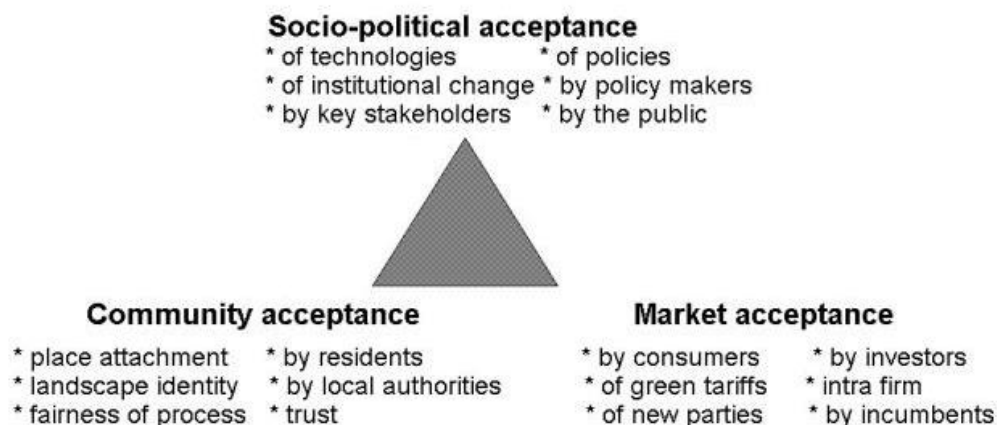 Socio-political acceptance
* of technologies * of policies
* of institutional change * by policy makers
* by key stakeholders * by the public
Community acceptance
* place attachment * by residents
* landscape identity * by local authorities
* fairness of process * trust
Market acceptance
* by consumers * by investors
* of green tariffs * intra firm
* of new parties * by incumbents